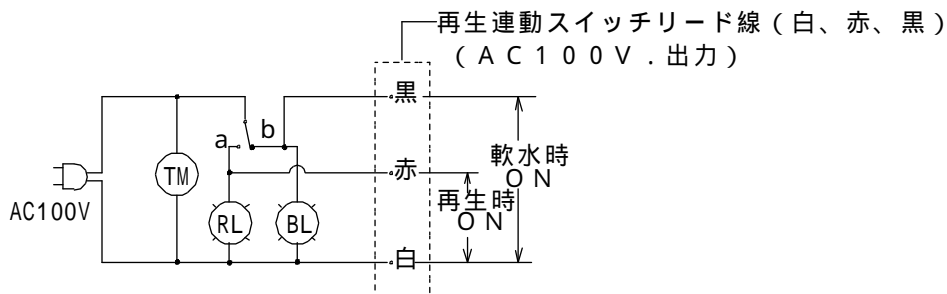 再生連動スイッチリード線(白、赤、黒)
(AC100V.出力)
黒
a
b
赤
軟水時
ON
TM
再生時
ON
AC100V
RL
BL
白